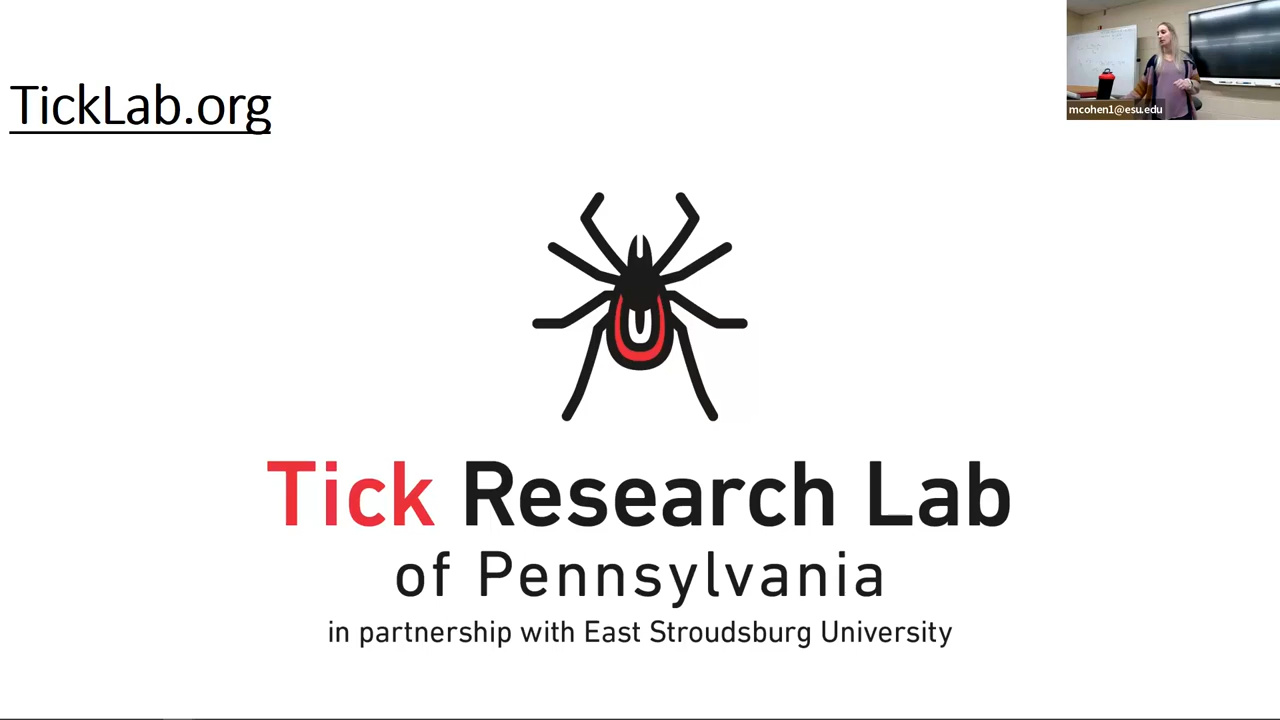 TickLab.org
mcohen1@esu.edu
Tick Research Lab
of Pennsylvania
in partnership with East Stroudsburg University